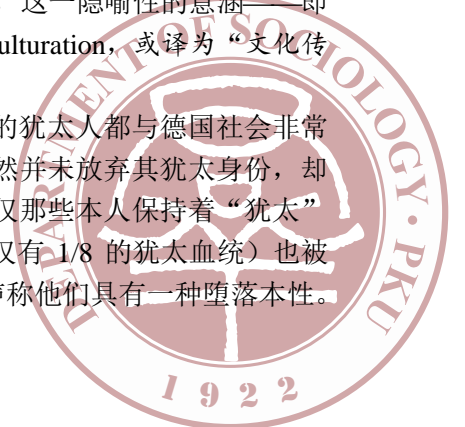 这一隐喻性的意涵——即
ulturation，或译为“文化传
的犹太人都与德国社会非常
然并未放弃其犹太身份，却
仅那些本人保持着“犹太”
仅有 1/8 的犹太血统）也被
声称他们具有一种堕落本性。
DEPARTMENT OF SOCIOLOGY · PKU
1922